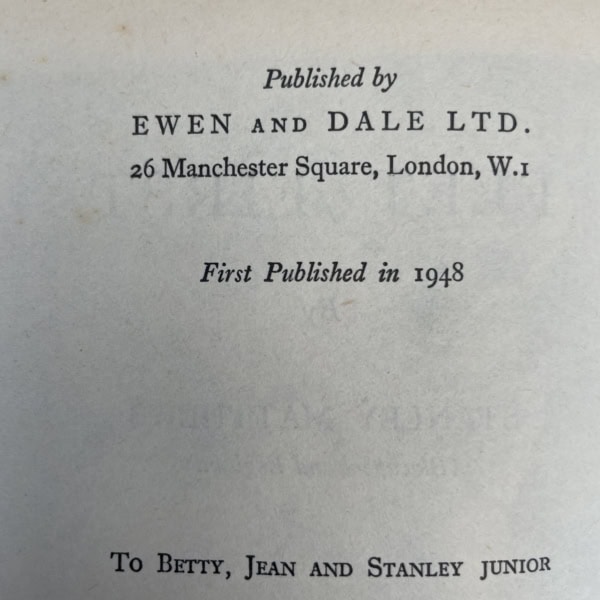 Published by
EWEN AND DALE LTD.
26 Manchester Square, London, W.1
First Published in 1948
To BETTY, JEAN AND STANLEY JUNIOR